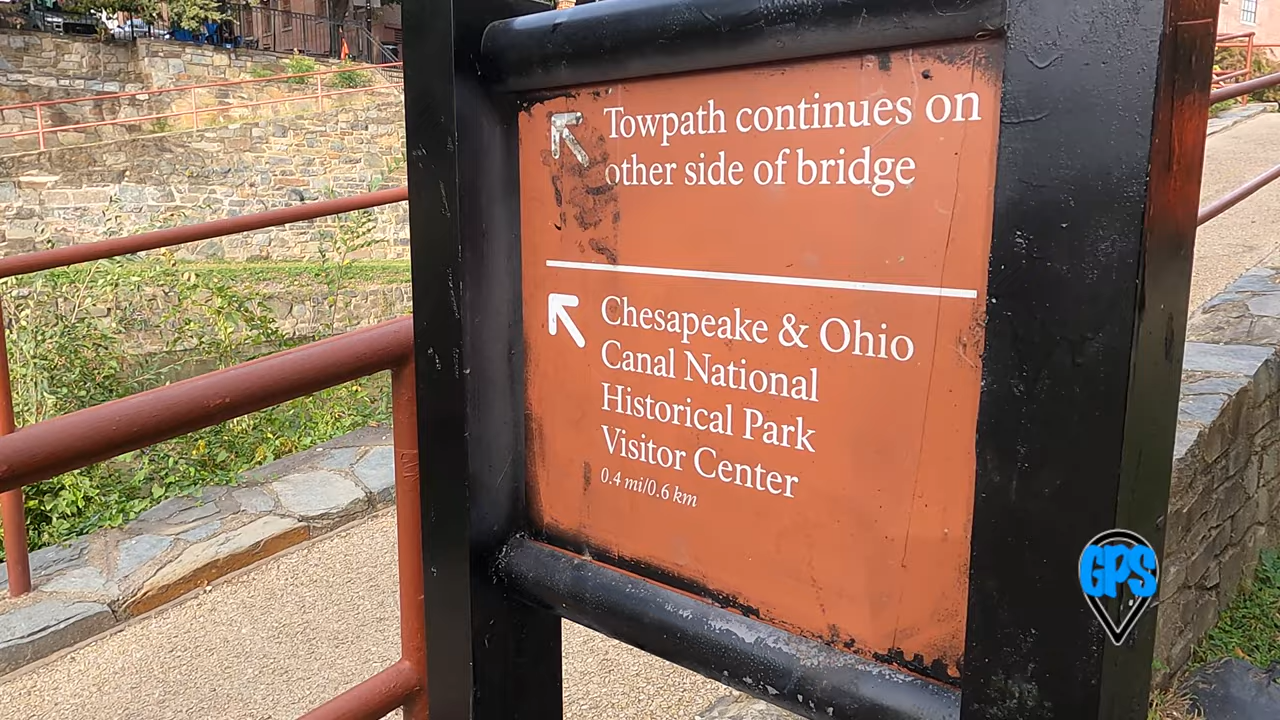 Towpath continues on
other side of bridge
Chesapeake & Ohio
Canal National
Historical Park
Visitor Center
0.4 mi/0.6 km
GPS